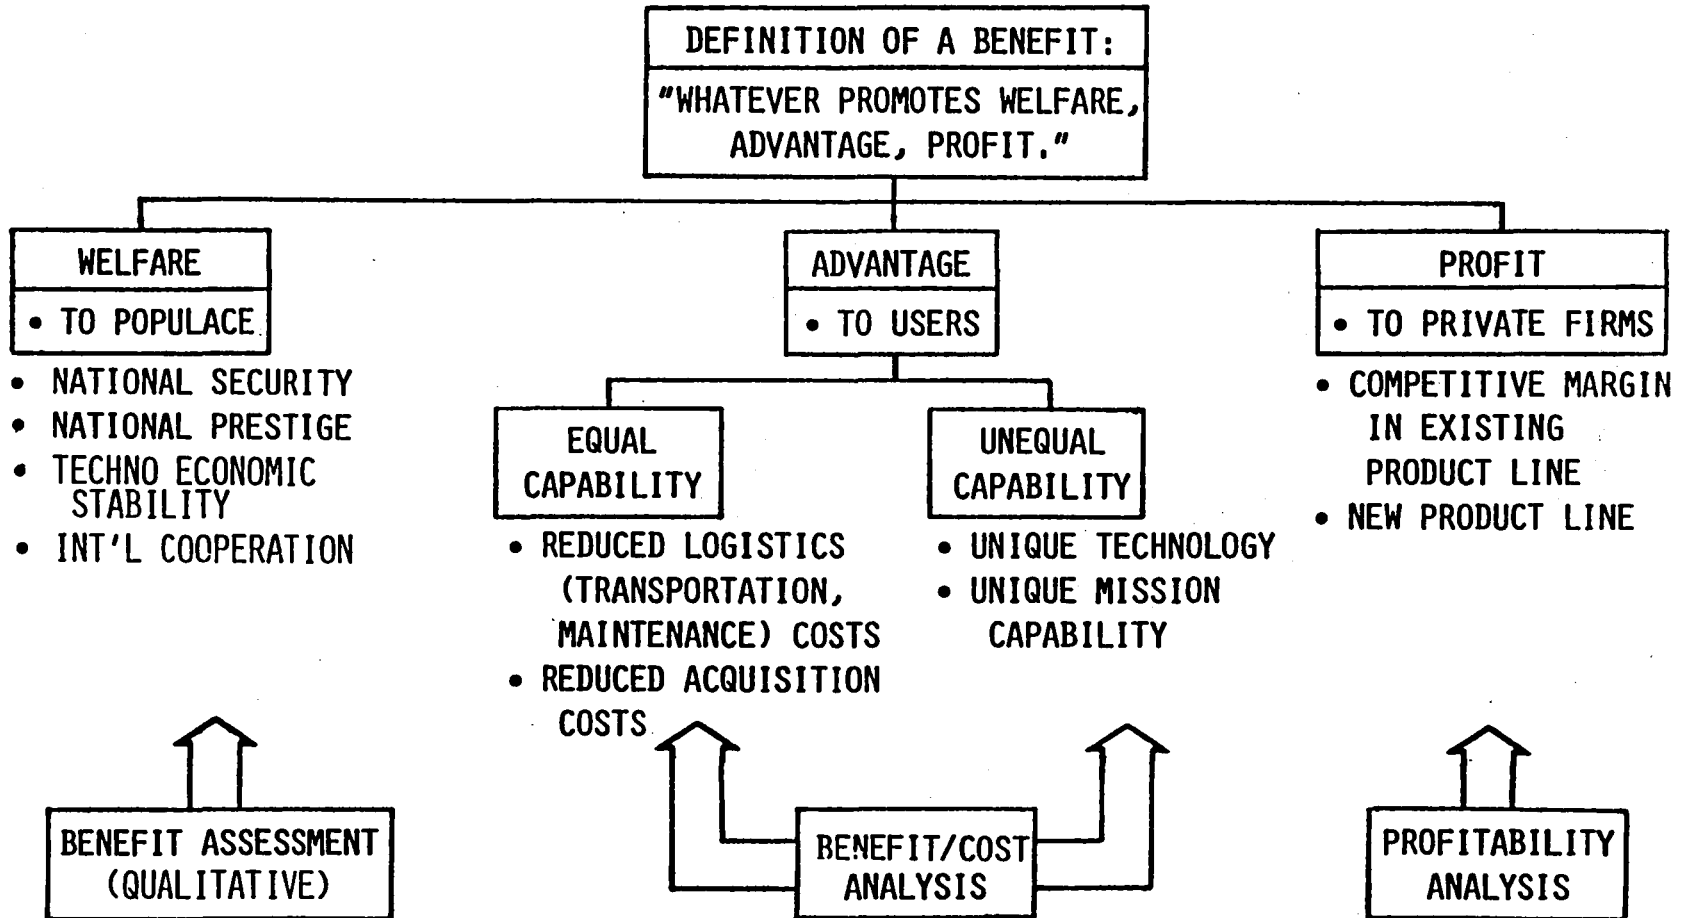 DEFINITION OF A BENEFIT:
"WHATEVER PROMOTES WELFARE,
ADVANTAGE, PROFIT."
WELFARE
• TO POPULACE
• NATIONAL SECURITY
• NATIONAL PRESTIGE
• TECHNO ECONOMIC
STABILITY
• INT'L COOPERATION
ADVANTAGE
• TO USERS
EQUAL
CAPABILITY
• REDUCED LOGISTICS
(TRANSPORTATION,
MAINTENANCE) COSTS
• REDUCED ACQUISITION
COSTS
UNEQUAL
CAPABILITY
• UNIQUE TECHNOLOGY
• UNIQUE MISSION
CAPABILITY
PROFIT
• TO PRIVATE FIRMS
• COMPETITIVE MARGIN
IN EXISTING
PRODUCT LINE
• NEW PRODUCT LINE
BENEFIT ASSESSMENT
(QUALITATIVE)
BENEFIT/COST
ANALYSIS
PROFITABILITY
ANALYSIS